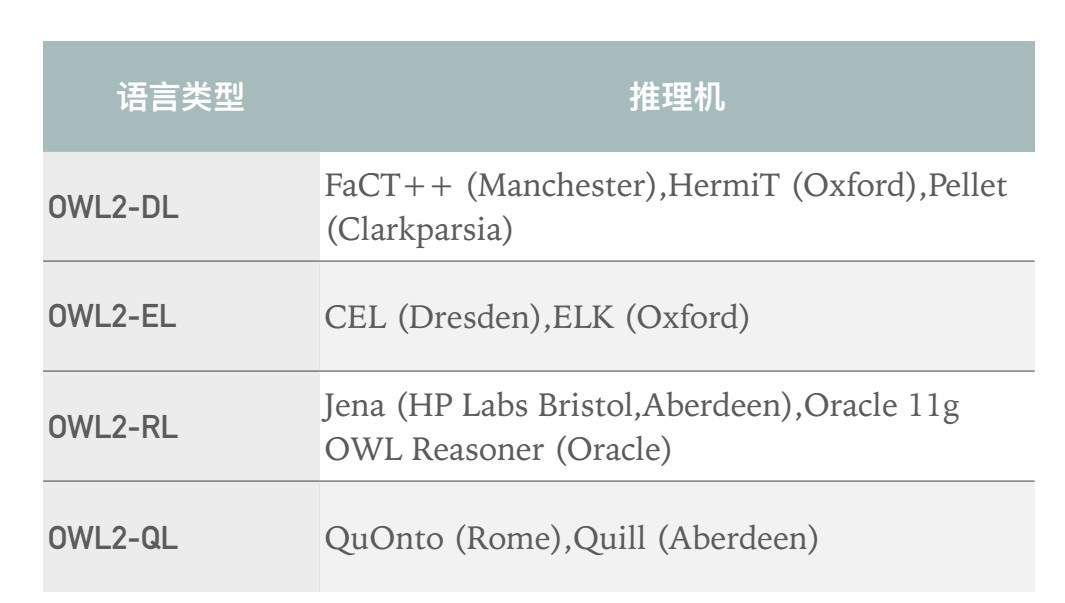 语言类型
推理机
OWL2-DL
FaCT++ (Manchester),HermiT (Oxford),Pellet
(Clarkparsia)
OWL2-EL
CEL (Dresden),ELK (Oxford)
OWL2-RL
Jena (HP Labs Bristol,Aberdeen),Oracle 11g
OWL Reasoner (Oracle)
OWL2-QL
QuOnto (Rome),Quill (Aberdeen)